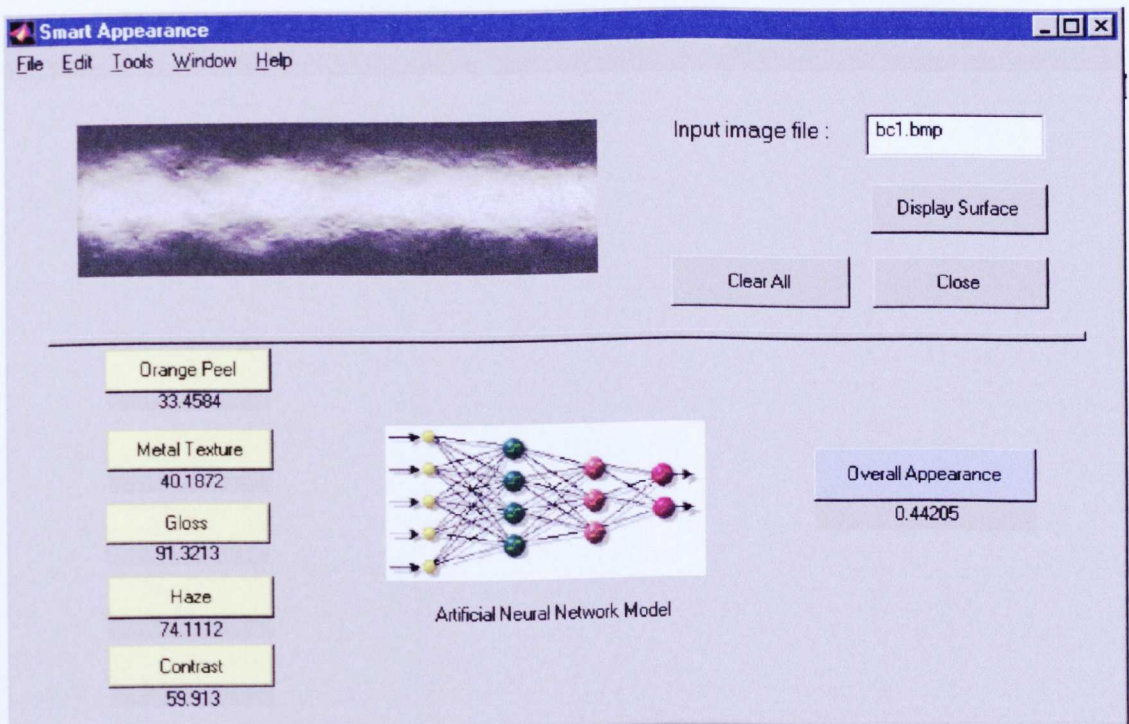 Smart Appearance
File Edit Tools Window Help
Input image file :
bc1.bmp
Display Surface
Clear All
Close
Orange Peel
33.4584
Metal Texture
40.1872
Gloss
91.3213
Haze
74.1112
Contrast
59.913
Artificial Neural Network Model
Overall Appearance
0.44205